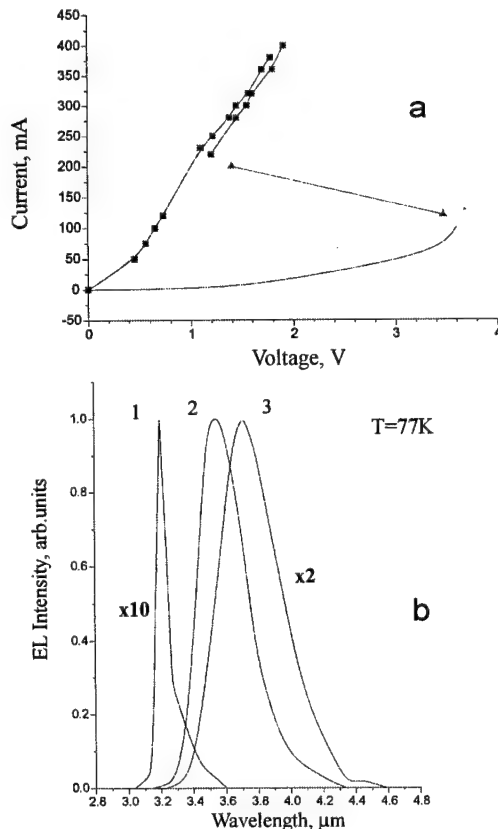 450
400
350
300
250
200
150
100
50
0
-50
Current, mA
a
0 1 2 3 4
Voltage, V
1 2 3
T=77K
1.0
0.8
0.6
0.4
0.2
0.0
EL Intensity, arb.units
x10
x2
b
2.8 3.0 3.2 3.4 3.6 3.8 4.0 4.2 4.4 4.6 4.8
Wavelength, μm